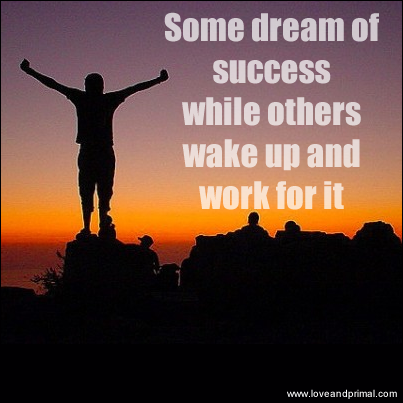 Some dream of
success
while others
wake up and
work for it
www.loveandprimal.com